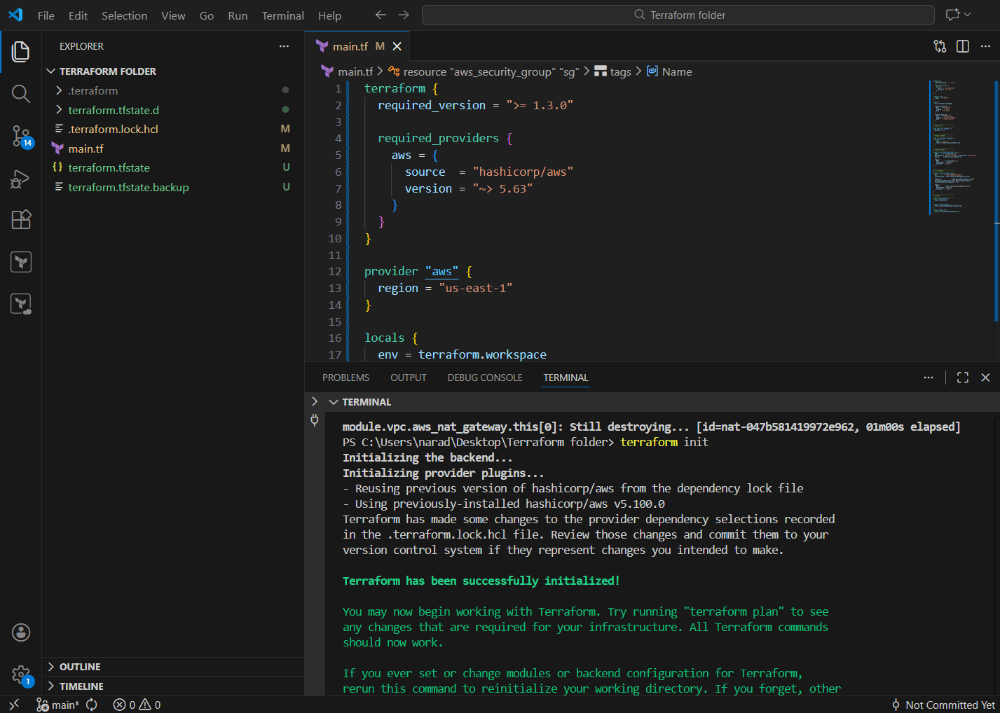 File Edit Selection View Go Run Terminal Help
Terraform folder
EXPLORER
TERRAFORM FOLDER
.terraform
terraform.tfstate.d
.terraform.lock.hcl M
main.tf M
terraform.tfstate U
terraform.tfstate.backup U
14
1
OUTLINE
TIMELINE
main.tf M
main.tf > resource "aws_security_group" "sg" > tags > Name
1 terraform {
2 required_version = ">= 1.3.0"
3
4 required_providers {
5 aws = {
6 source = "hashicorp/aws"
7 version = "~> 5.63"
8 }
9 }
10 }
11
12 provider "aws" {
13 region = "us-east-1"
14 }
15
16 locals {
17 env = terraform.workspace
PROBLEMS OUTPUT DEBUG CONSOLE TERMINAL
TERMINAL
module.vpc.aws_nat_gateway.this[0]: Still destroying... [id=nat-047b581419972e962, 01m00s elapsed]
PS C:\Users\narad\Desktop\Terraform folder> terraform init
Initializing the backend...
Initializing provider plugins...
- Reusing previous version of hashicorp/aws from the dependency lock file
- Using previously-installed hashicorp/aws v5.100.0
Terraform has made some changes to the provider dependency selections recorded
in the .terraform.lock.hcl file. Review those changes and commit them to your
version control system if they represent changes you intended to make.
Terraform has been successfully initialized!
You may now begin working with Terraform. Try running "terraform plan" to see
any changes that are required for your infrastructure. All Terraform commands
should now work.
If you ever set or change modules or backend configuration for Terraform,
rerun this command to reinitialize your working directory. If you forget, other
main* 0 0 Not Committed Yet